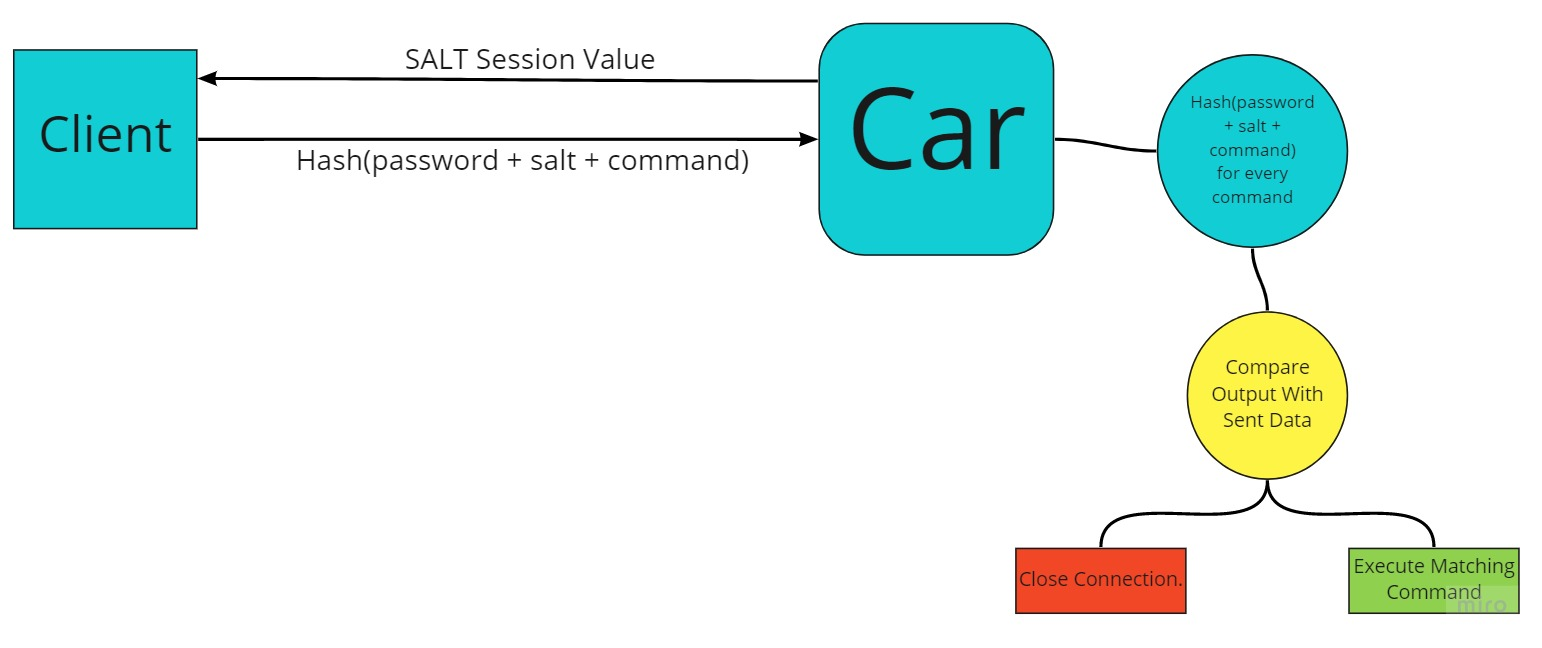 SALT Session Value
Client
Car
Hash(password + salt + command)
Hash(password
+ salt +
command)
for every
command
Compare
Output With
Sent Data
Close Connection.
Execute Matching
Command
miro